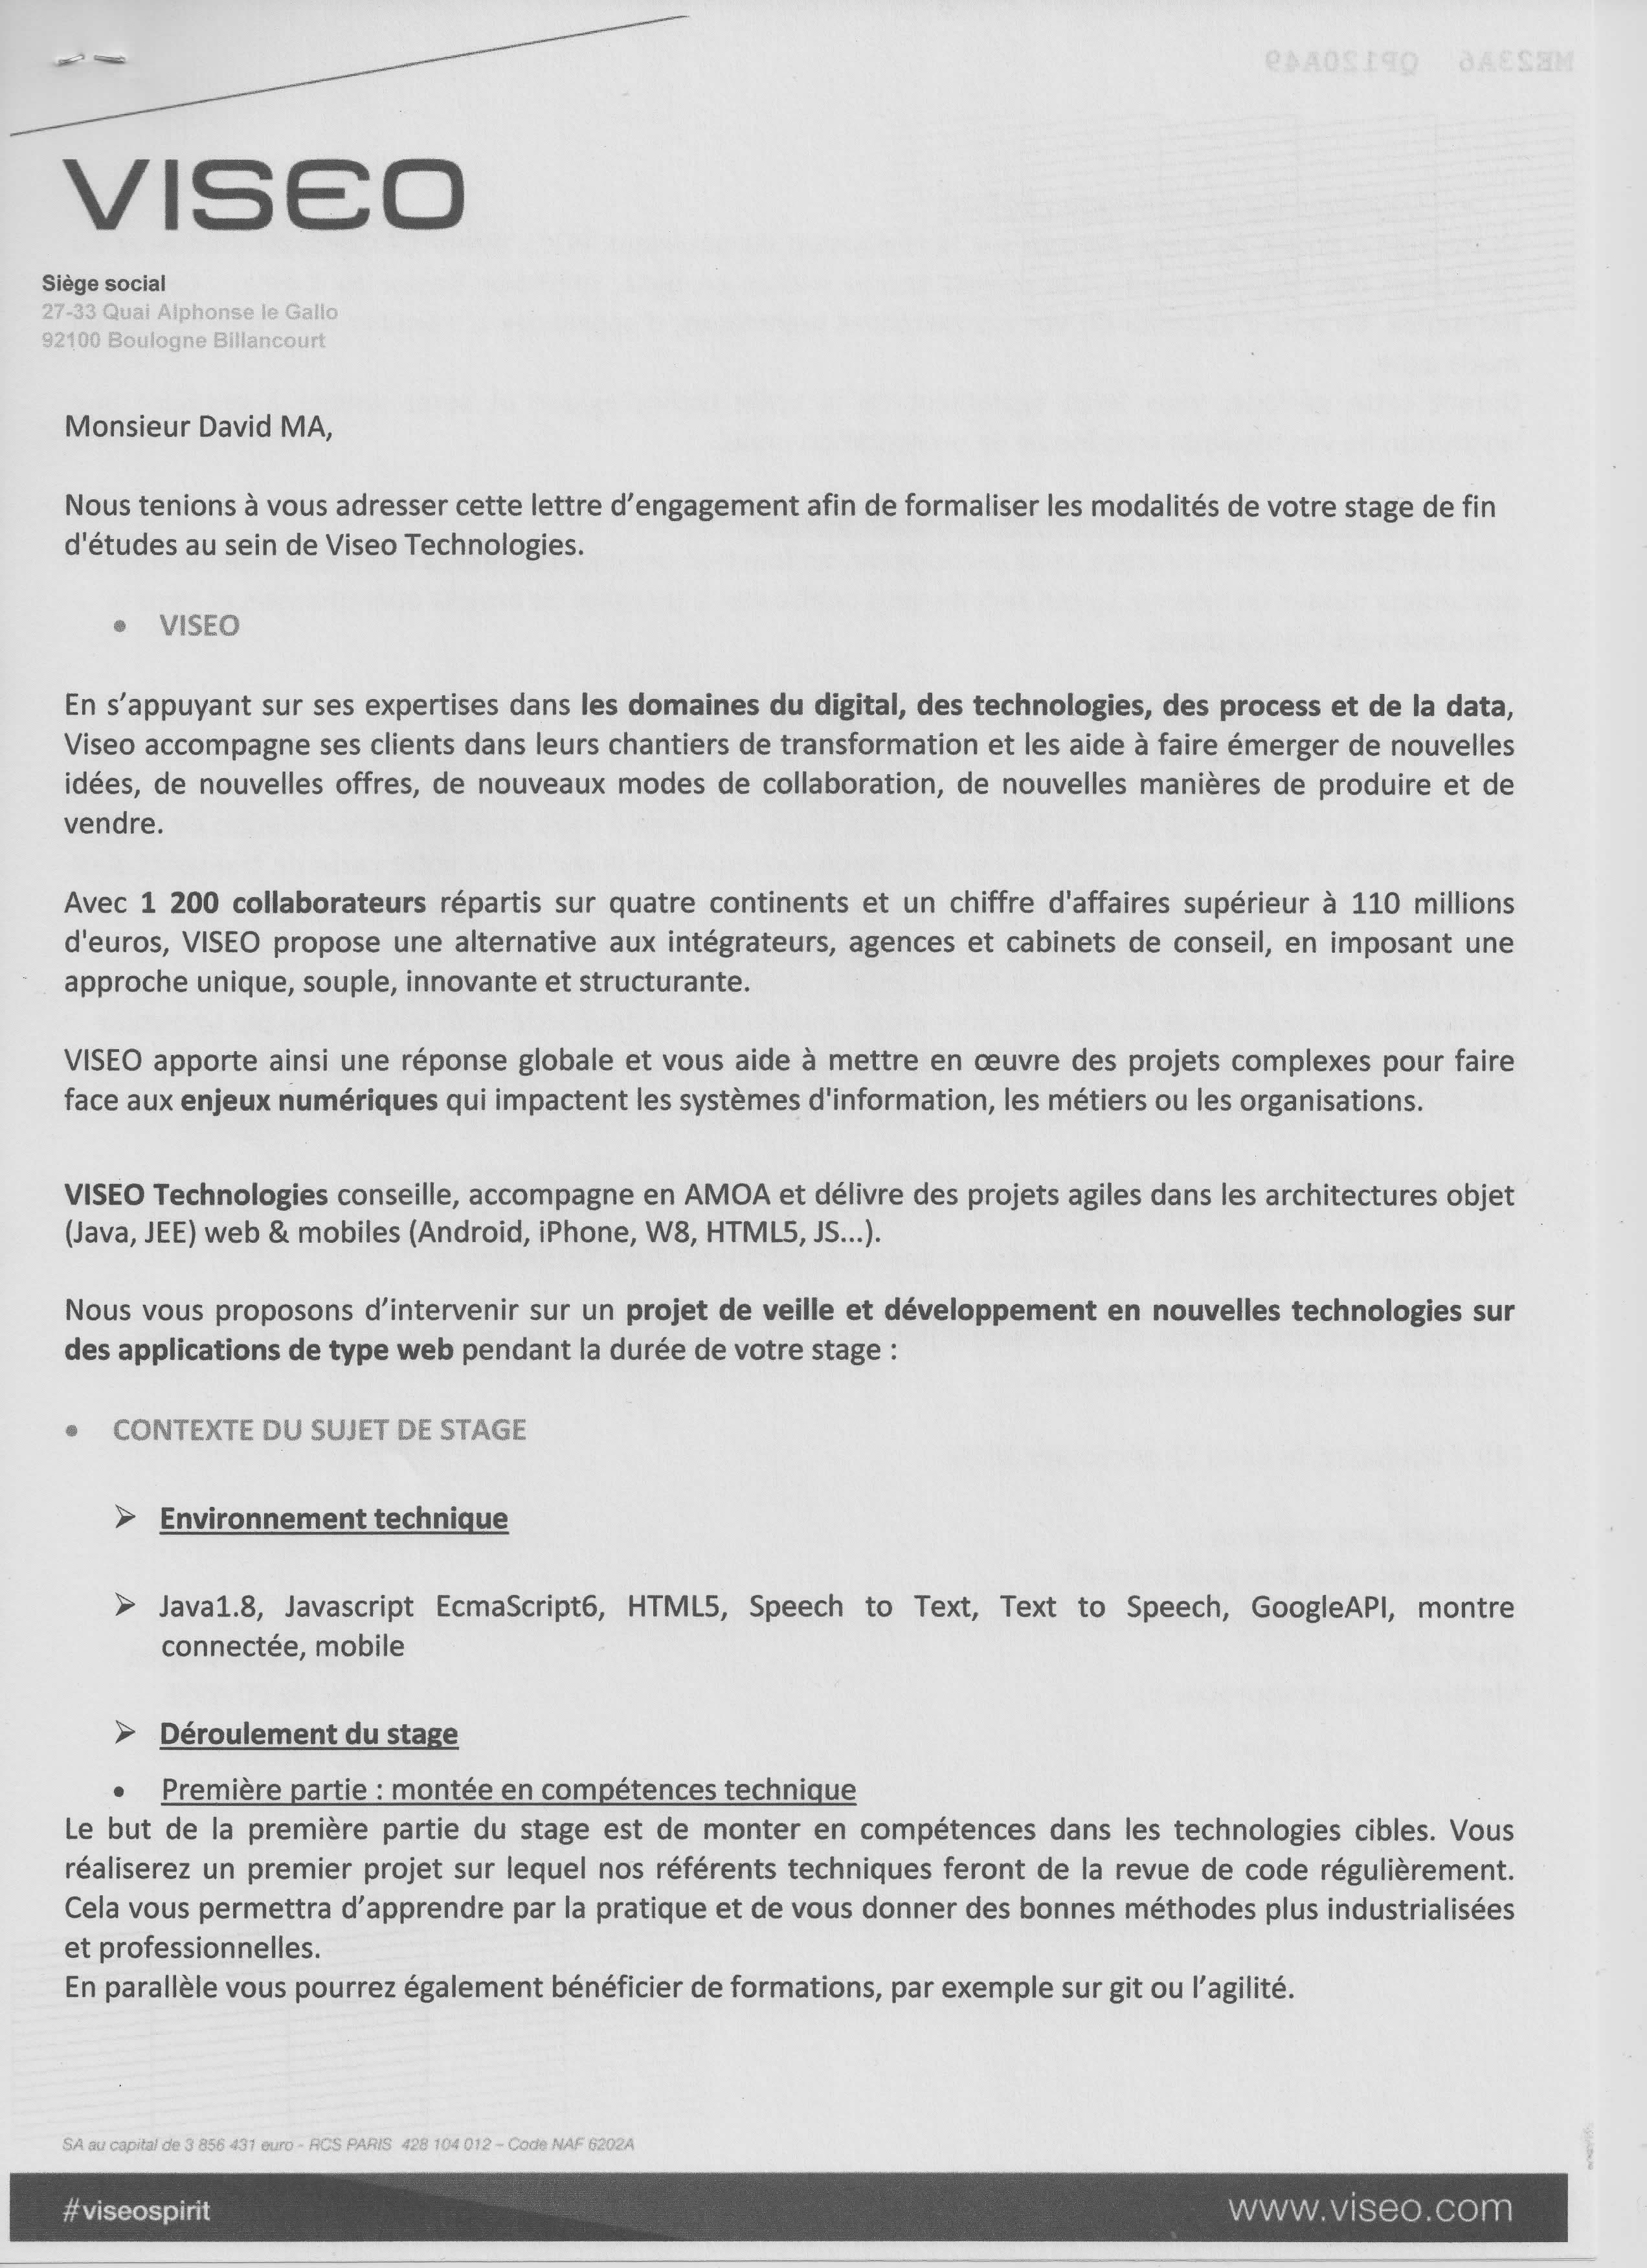 VISEO
Siège social
27-33 Quai Alphonse le Gallo
92100 Boulogne Billancourt
Monsieur David MA,
Nous tenions à vous adresser cette lettre d'engagement afin de formaliser les modalités de votre stage de fin
d'études au sein de Viseo Technologies.
• VISEO
En s'appuyant sur ses expertises dans les domaines du digital, des technologies, des process et de la data,
Viseo accompagne ses clients dans leurs chantiers de transformation et les aide à faire émerger de nouvelles
idées, de nouvelles offres, de nouveaux modes de collaboration, de nouvelles manières de produire et de
vendre.
Avec 1 200 collaborateurs répartis sur quatre continents et un chiffre d'affaires supérieur à 110 millions
d'euros, VISEO propose une alternative aux intégrateurs, agences et cabinets de conseil, en imposant une
approche unique, souple, innovante et structurante.
VISEO apporte ainsi une réponse globale et vous aide à mettre en œuvre des projets complexes pour faire
face aux enjeux numériques qui impactent les systèmes d'information, les métiers ou les organisations.
VISEO Technologies conseille, accompagne en AMOA et délivre des projets agiles dans les architectures objet
(Java, JEE) web & mobiles (Android, iPhone, W8, HTML5, JS...).
Nous vous proposons d'intervenir sur un projet de veille et développement en nouvelles technologies sur
des applications de type web pendant la durée de votre stage :
• CONTEXTE DU SUJET DE STAGE
➢ Environnement technique
➢ Java1.8, Javascript EcmaScript6, HTML5, Speech to Text, Text to Speech, GoogleAPI, montre
connectée, mobile
➢ Déroulement du stage
• Première partie : montée en compétences technique
Le but de la première partie du stage est de monter en compétences dans les technologies cibles. Vous
réaliserez un premier projet sur lequel nos référents techniques feront de la revue de code régulièrement.
Cela vous permettra d'apprendre par la pratique et de vous donner des bonnes méthodes plus industrialisées
et professionnelles.
En parallèle vous pourrez également bénéficier de formations, par exemple sur git ou l'agilité.
SA au capital de 3 856 431 euro - RCS PARIS 428 104 012 – Code NAF 6202A
#viseospirit
www.viseo.com